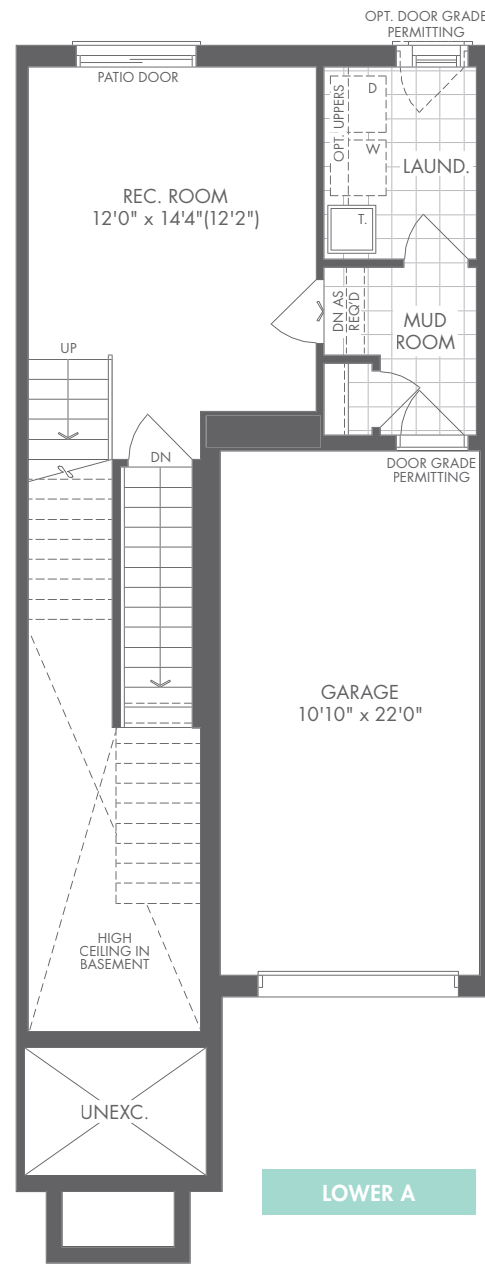 OPT. DOOR GRADE
PERMITTING
PATIO DOOR
OPT. UPPERS
D
W
LAUND.
T.
REC. ROOM
12'0" x 14'4"(12'2")
DN AS
REQ'D
MUD
ROOM
UP
DN
DOOR GRADE
PERMITTING
GARAGE
10'10" x 22'0"
HIGH
CEILING IN
BASEMENT
UNEXC.
LOWER A